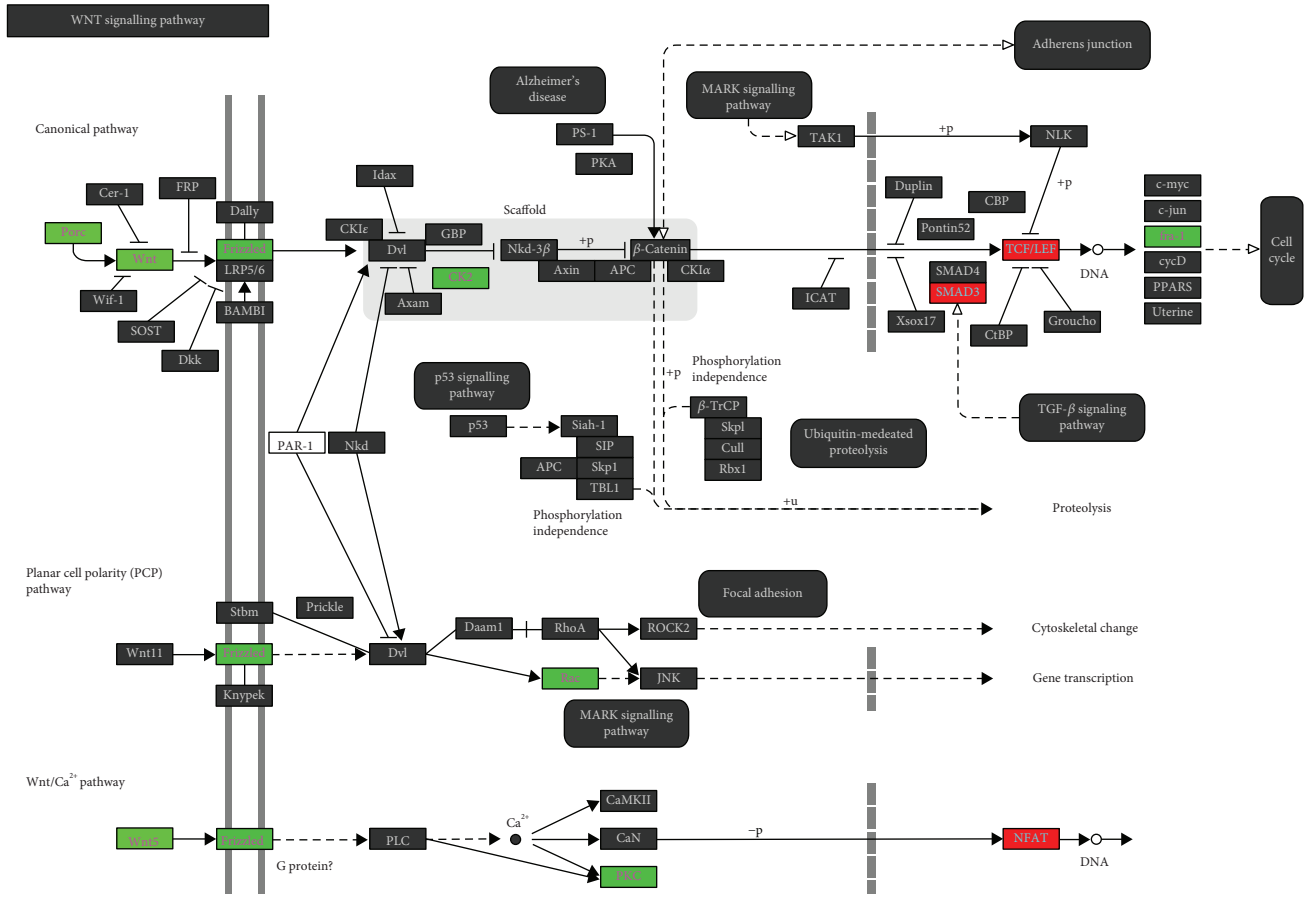 WNT signalling pathway
Adherens junction
Alzheimer's
disease
MARK signalling
pathway
Canonical pathway
PS-1
PKA
TAK1
+p
NLK
Cer-1
FRP
Idax
Duplin
CBP
+p
c-myc
c-jun
Porc
Dally
Scaffold
CKIε
GBP
Pontin52
fra-1
Wnt
Frizzled
Dvl
Nkd-3β
+p
β-Catenin
TCF/LEF
DNA
Cell
cycle
LRP5/6
CK2
Axin
APC
CKIα
SMAD4
SMAD3
cycD
PPARS
Uterine
Wif-1
BAMBI
Axam
ICAT
SOST
Xsox17
CtBP
Groucho
Dkk
p53 signalling
pathway
+p
Phosphorylation
independence
PAR-1
Nkd
p53
Siah-1
SIP
APC
Skp1
TBL1
β-TrCP
Skpl
Cull
Rbx1
Ubiquitin-medeated
proteolysis
TGF-β signaling
pathway
Phosphorylation
independence
+u
Proteolysis
Planar cell polarity (PCP)
pathway
Stbm
Prickle
Focal adhesion
Daam1
RhoA
ROCK2
Cytoskeletal change
Wnt11
Frizzled
Dvl
Rac
JNK
Gene transcription
Knypek
MARK signalling
pathway
Wnt/Ca²⁺ pathway
CaMKII
Ca²⁺
Wnt5
Frizzled
PLC
CaN
−p
NFAT
DNA
G protein?
PKC